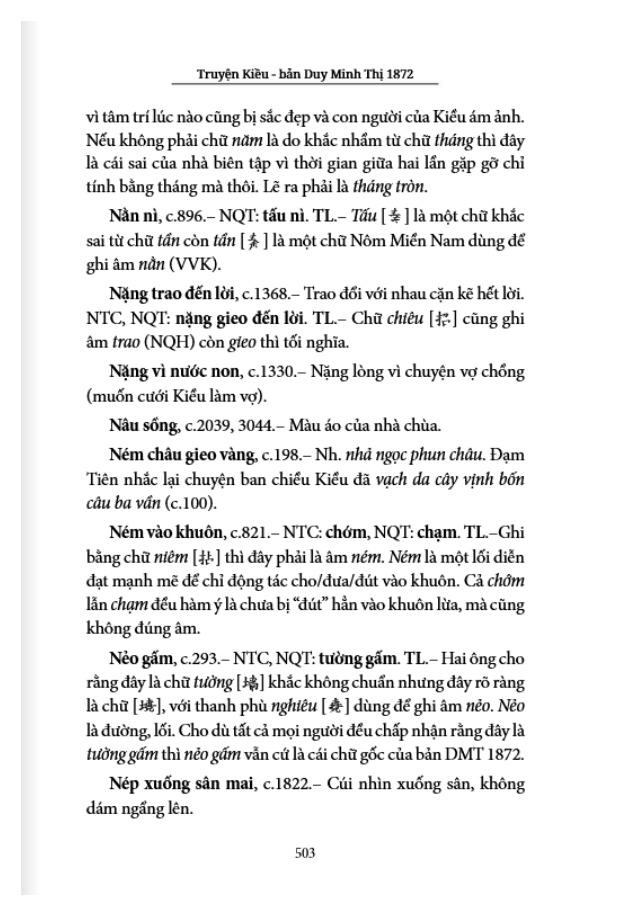 Truyện Kiều - bản Duy Minh Thị 1872
vì tâm trí lúc nào cũng bị sắc đẹp và con người của Kiều ám ảnh.
Nếu không phải chữ năm là do khắc nhầm từ chữ tháng thì đây
là cái sai của nhà biên tập vì thời gian giữa hai lần gặp gỡ chỉ
tính bằng tháng mà thôi. Lẽ ra phải là tháng tròn.
Nằn nì, c.896.– NQT: tấu nì. TL.– Tấu [ ] là một chữ khắc
sai từ chữ tần còn tần [ ] là một chữ Nôm Miền Nam dùng để
ghi âm nằn (VVK).
Nặng trao đến lời, c.1368.– Trao đổi với nhau cặn kẽ hết lời.
NTC, NQT: nặng gieo đến lời. TL.– Chữ chiêu [招] cũng ghi
âm trao (NQH) còn gieo thì tối nghĩa.
Nặng vì nước non, c.1330.– Nặng lòng vì chuyện vợ chồng
(muốn cưới Kiều làm vợ).
Nâu sồng, c.2039, 3044.– Màu áo của nhà chùa.
Ném châu gieo vàng, c.198.– Nh. nhả ngọc phun châu. Đạm
Tiên nhắc lại chuyện ban chiều Kiều đã vạch da cây vịnh bốn
câu ba vần (c.100).
Ném vào khuôn, c.821.– NTC: chớm, NQT: chạm. TL.–Ghi
bằng chữ niêm [拈] thì đây phải là âm ném. Ném là một lối diễn
đạt mạnh mẽ để chỉ động tác cho/đưa/đút vào khuôn. Cả chớm
lẫn chạm đều hàm ý là chưa bị “đút” hẳn vào khuôn lừa, mà cũng
không đúng âm.
Nẻo gấm, c.293.– NTC, NQT: tường gấm. TL.– Hai ông cho
rằng đây là chữ tường [墻] khắc không chuẩn nhưng đây rõ ràng
là chữ [墝], với thanh phù nghiêu [堯] dùng để ghi âm nẻo. Nẻo
là đường, lối. Cho dù tất cả mọi người đều chấp nhận rằng đây là
tường gấm thì nẻo gấm vẫn cứ là cái chữ gốc của bản DMT 1872.
Nép xuống sân mai, c.1822.– Cúi nhìn xuống sân, không
dám ngẩng lên.
503